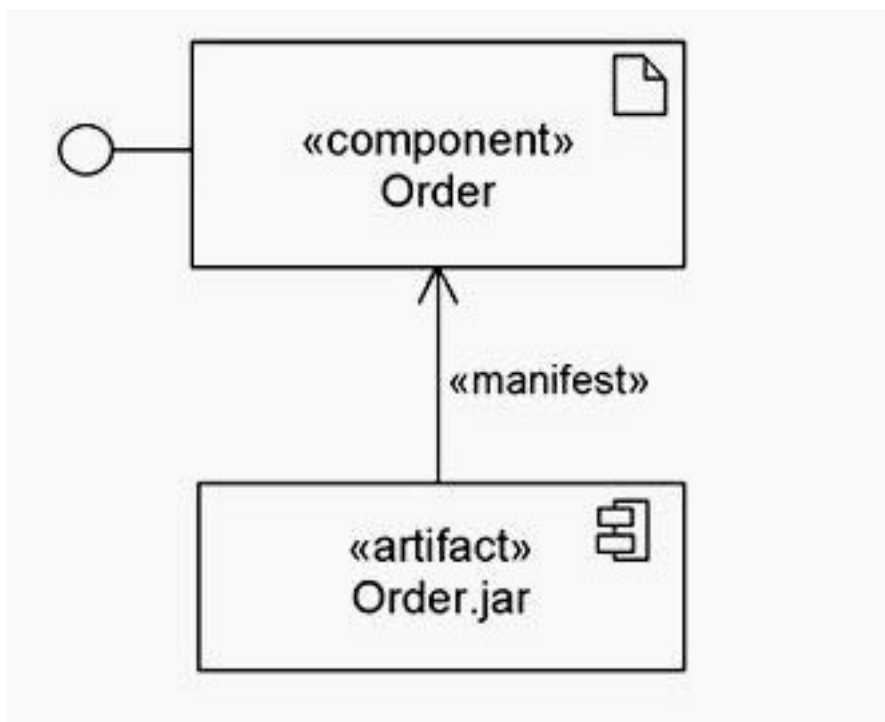 «component»
Order
«manifest»
«artifact»
Order.jar